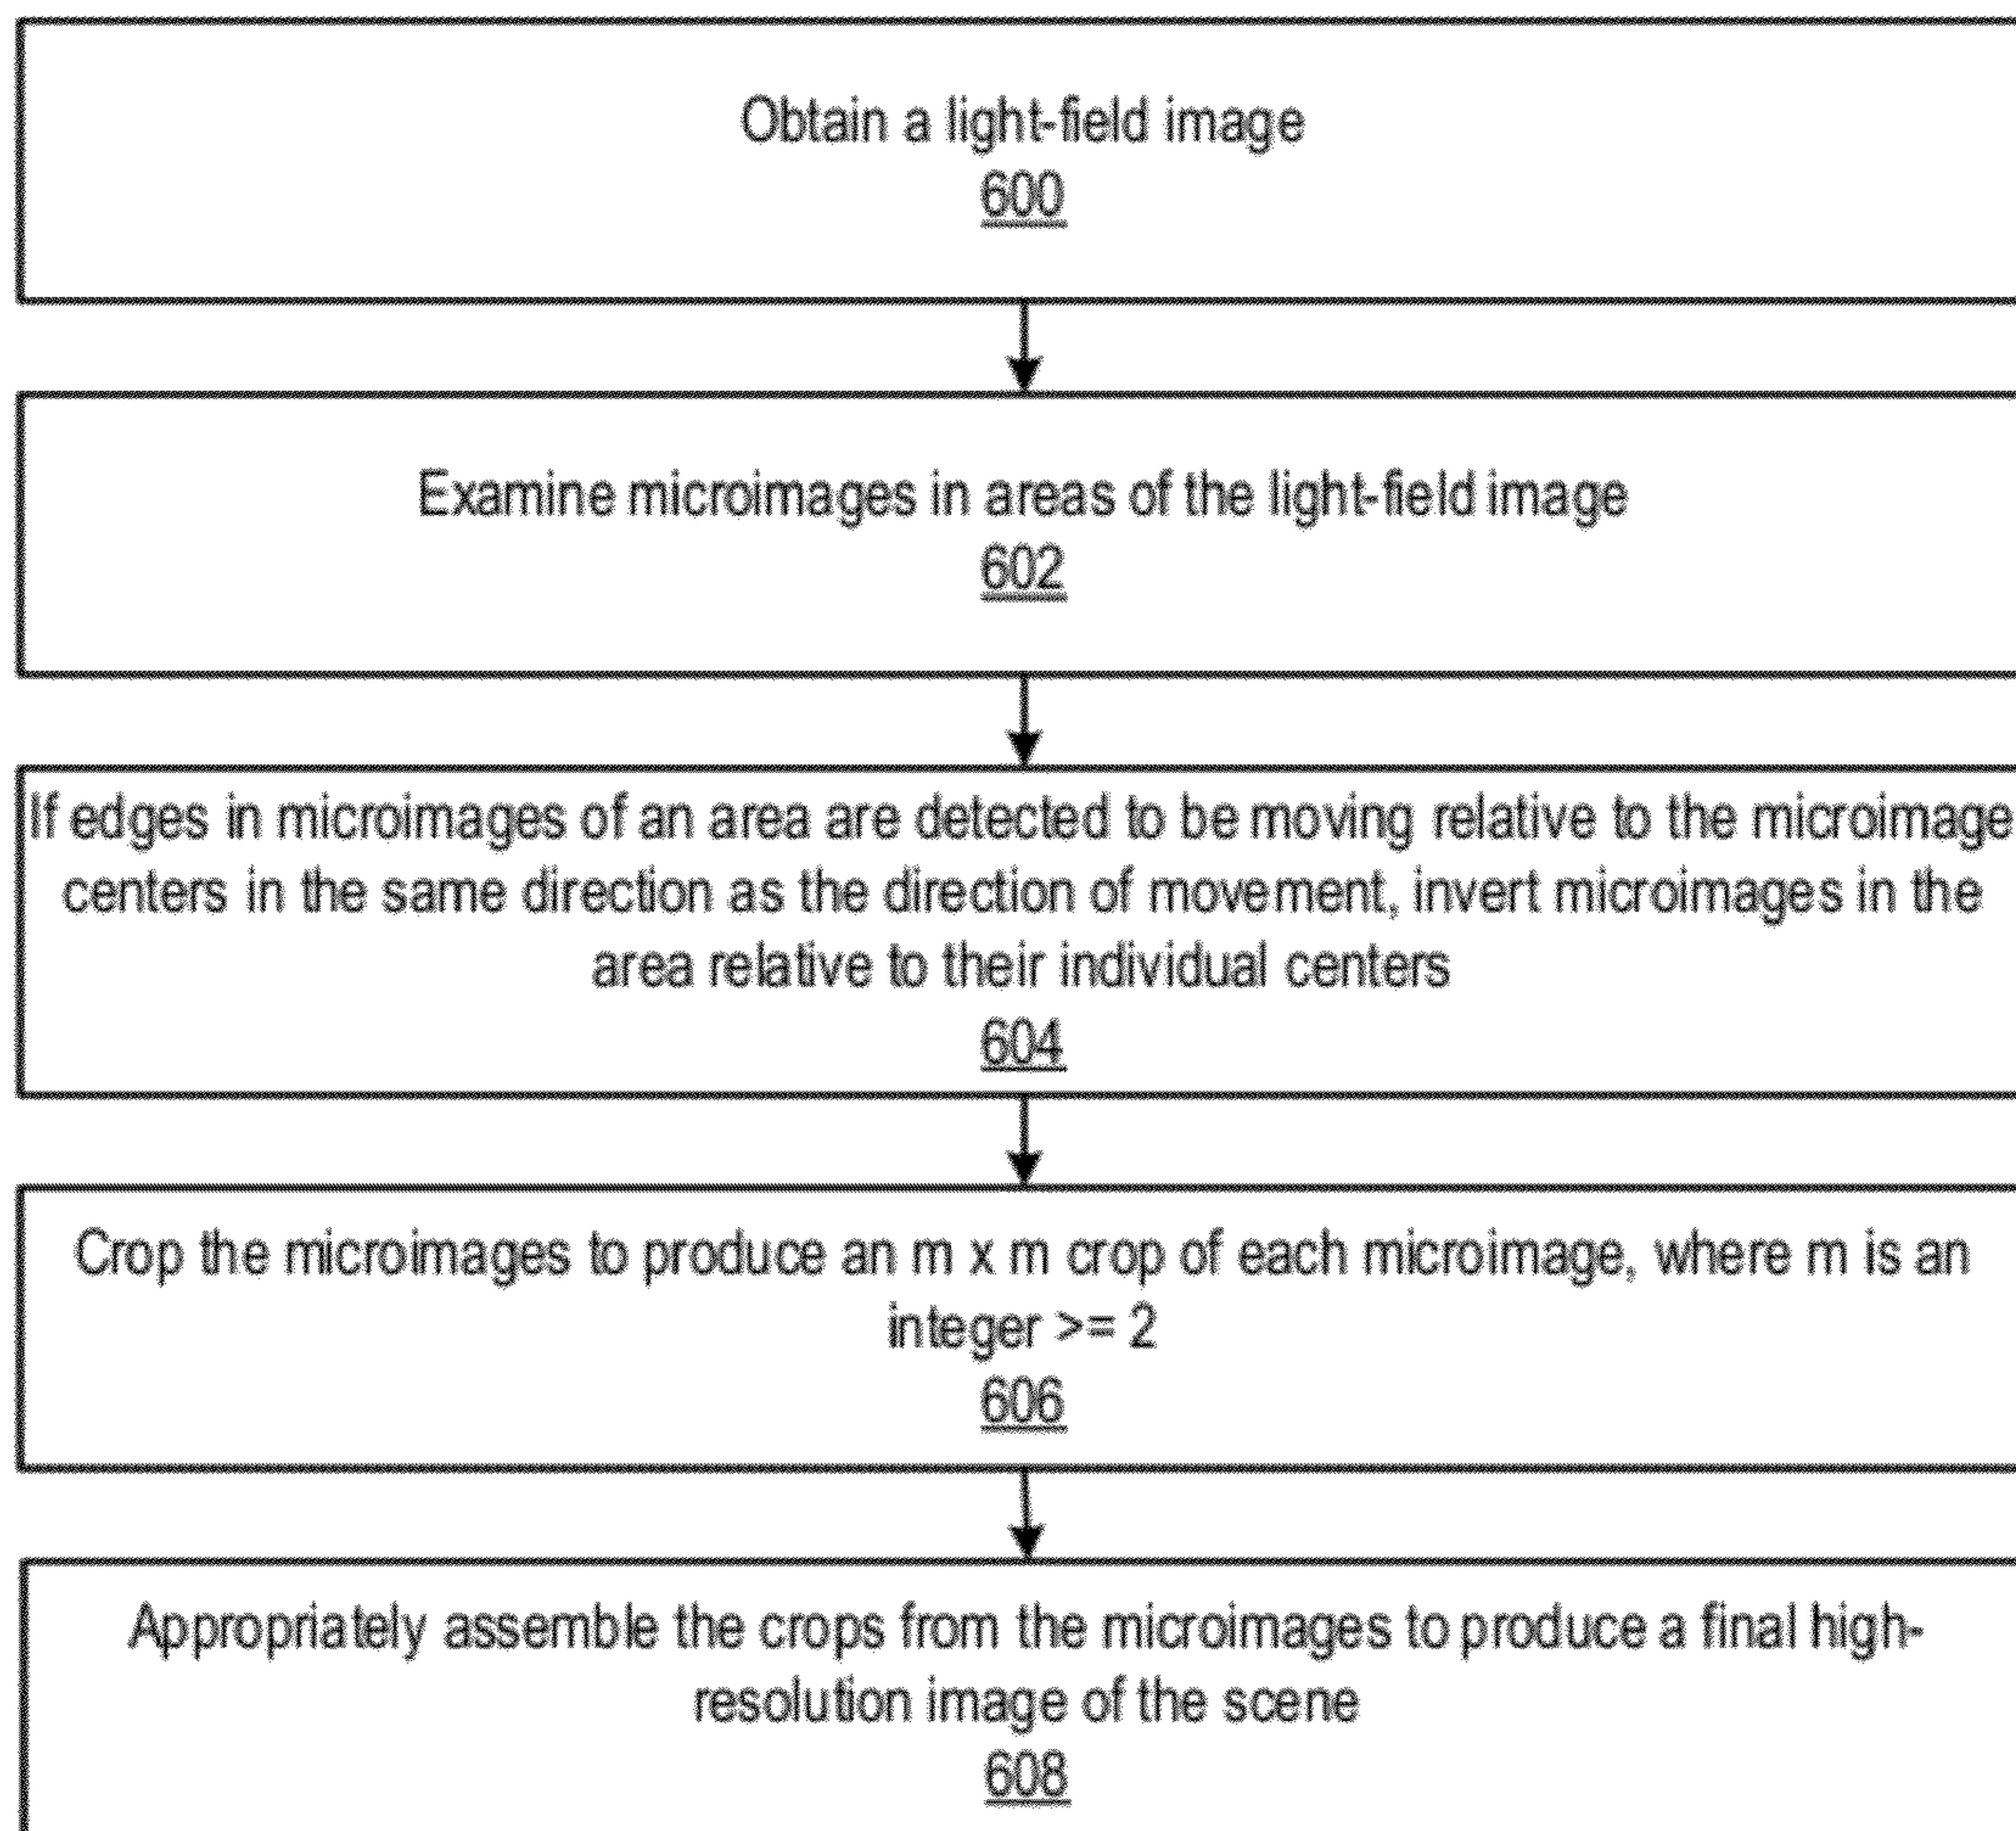 Obtain a light-field image
600
Examine microimages in areas of the light-field image
602
If edges in microimages of an area are detected to be moving relative to the microimage
centers in the same direction as the direction of movement, invert microimages in the
area relative to their individual centers
604
Crop the microimages to produce an m x m crop of each microimage, where m is an
integer >= 2
606
Appropriately assemble the crops from the microimages to produce a final high-
resolution image of the scene
608